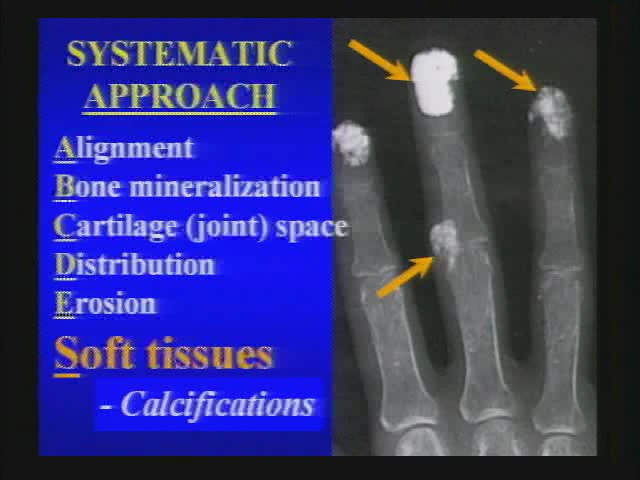 SYSTEMATIC
APPROACH
Alignment
Bone mineralization
Cartilage (joint) space
Distribution
Erosion
Soft tissues
- Calcifications